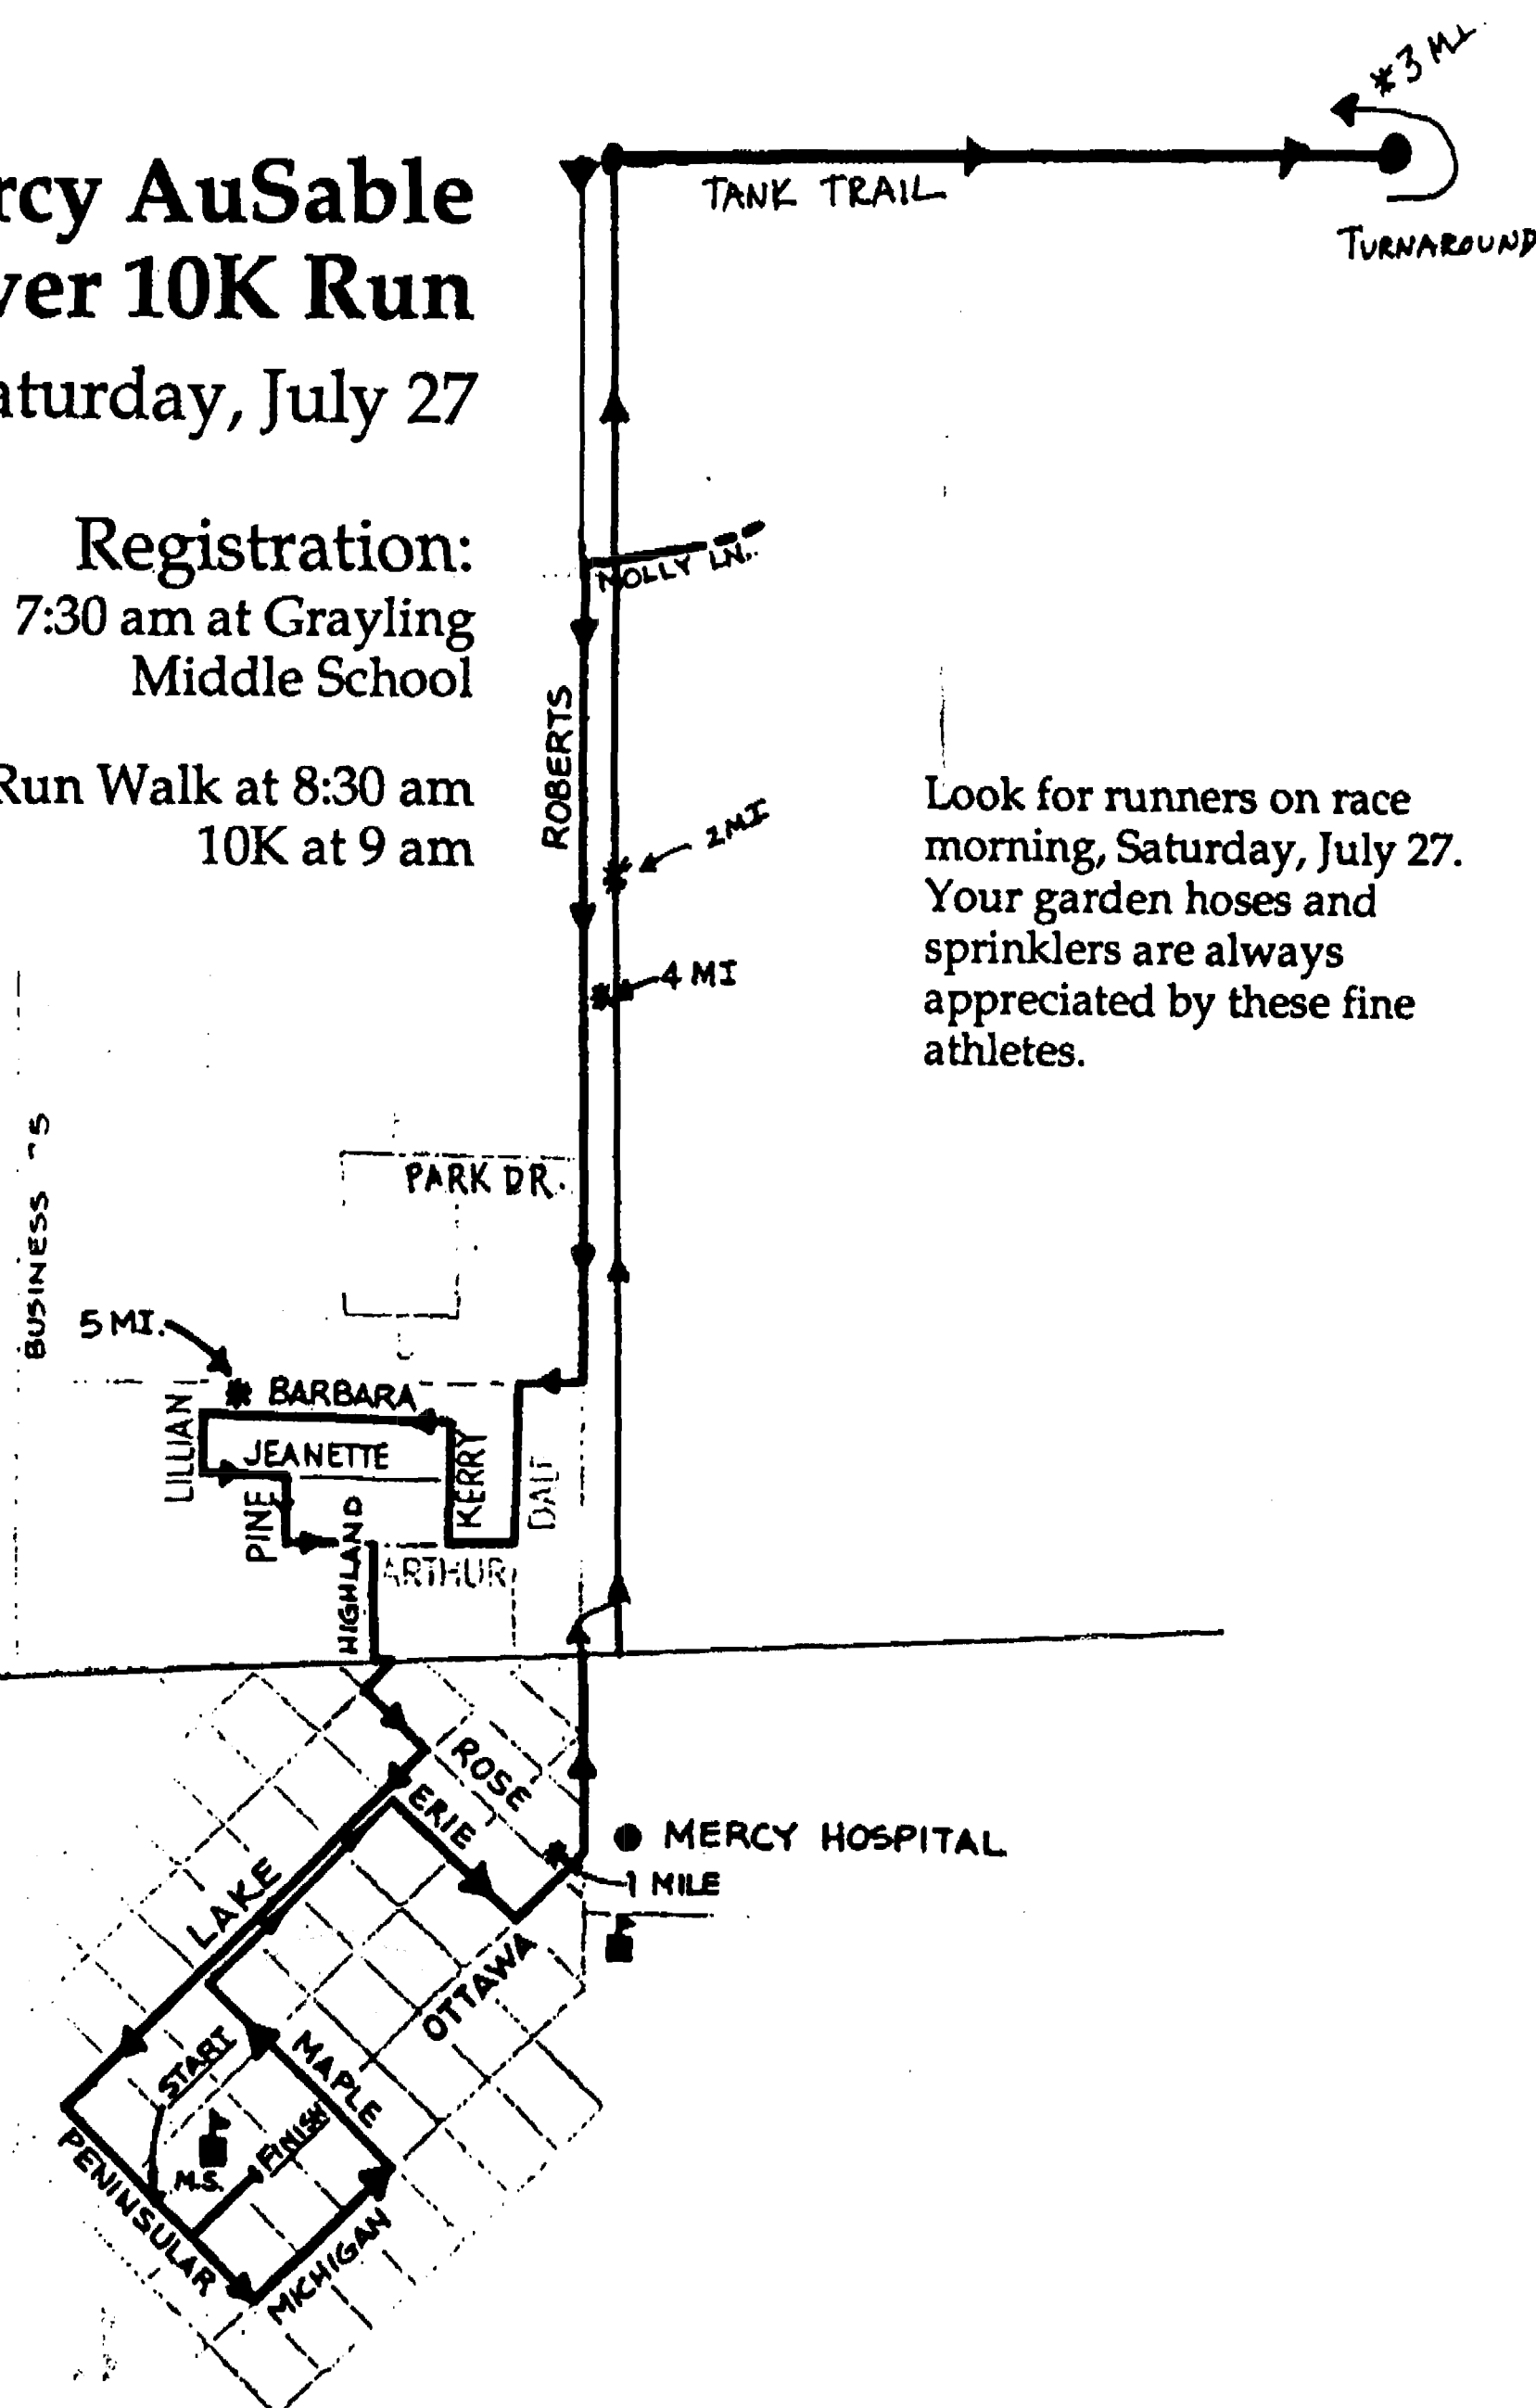 *3 MI.
TANK TRAIL
TURNAROUND
rcy AuSable
ver 10K Run
aturday, July 27
Registration:
7:30 am at Grayling
Middle School
Run Walk at 8:30 am
10K at 9 am
MOLLY LN.
ROBERTS
2 MI
4 MI
Look for runners on race
morning, Saturday, July 27.
Your garden hoses and
sprinklers are always
appreciated by these fine
athletes.
BUSINESS
PARK DR.
5 MI.
BARBARA
LILLIAN
JEANETTE
KERRY
PINE
HIGHLAND
ARTHUR
ROSE
ERIE
MERCY HOSPITAL
1 MILE
LAKE
OTTAWA
START
MAPLE
FINISH
M.S.
PENINSULAR
MICHIGAN